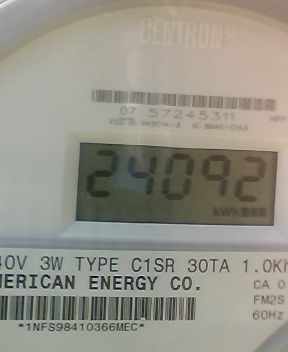 CENTRON®
07 57245311
24092
kWh
40V 3W TYPE C1SR 30TA 1.0Kh
MERICAN ENERGY CO.
CA 0
FM2S
60Hz
*1NFS98410366MEC*